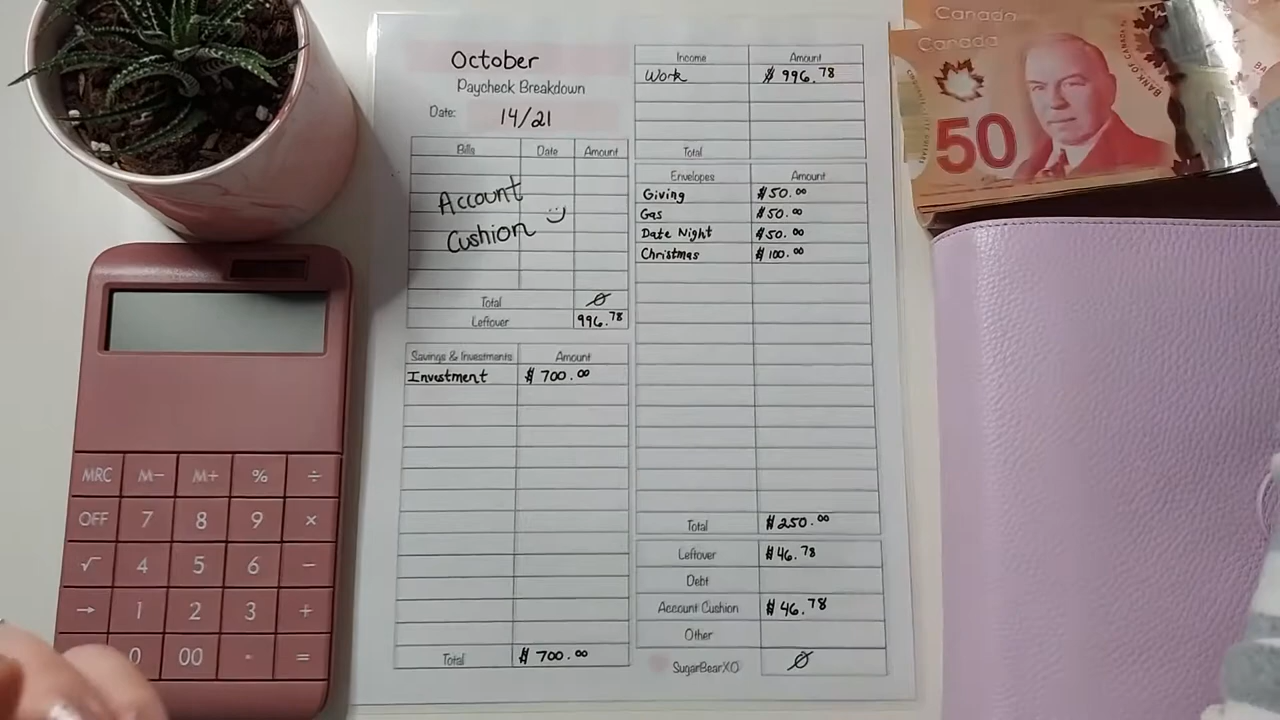 October
Paycheck Breakdown
Date: 14/21
Bills Date Amount
Account
Cushion :)
Total Ø
Leftover 996.78
Savings & Investments Amount
Investment $ 700.00
Total $ 700.00
Income Amount
Work $ 996.78
Total
Envelopes Amount
Giving $50.00
Gas $50.00
Date Night $50.00
Christmas $100.00
Total $250.00
Leftover $46.78
Debt
Account Cushion $46.78
Other
SugarBearXO Ø
Canada
Canada
50
BANK OF CANADA
MRC M− M+ % ÷
OFF 7 8 9 ×
√ 4 5 6 −
→ 1 2 3 +
0 00 . =